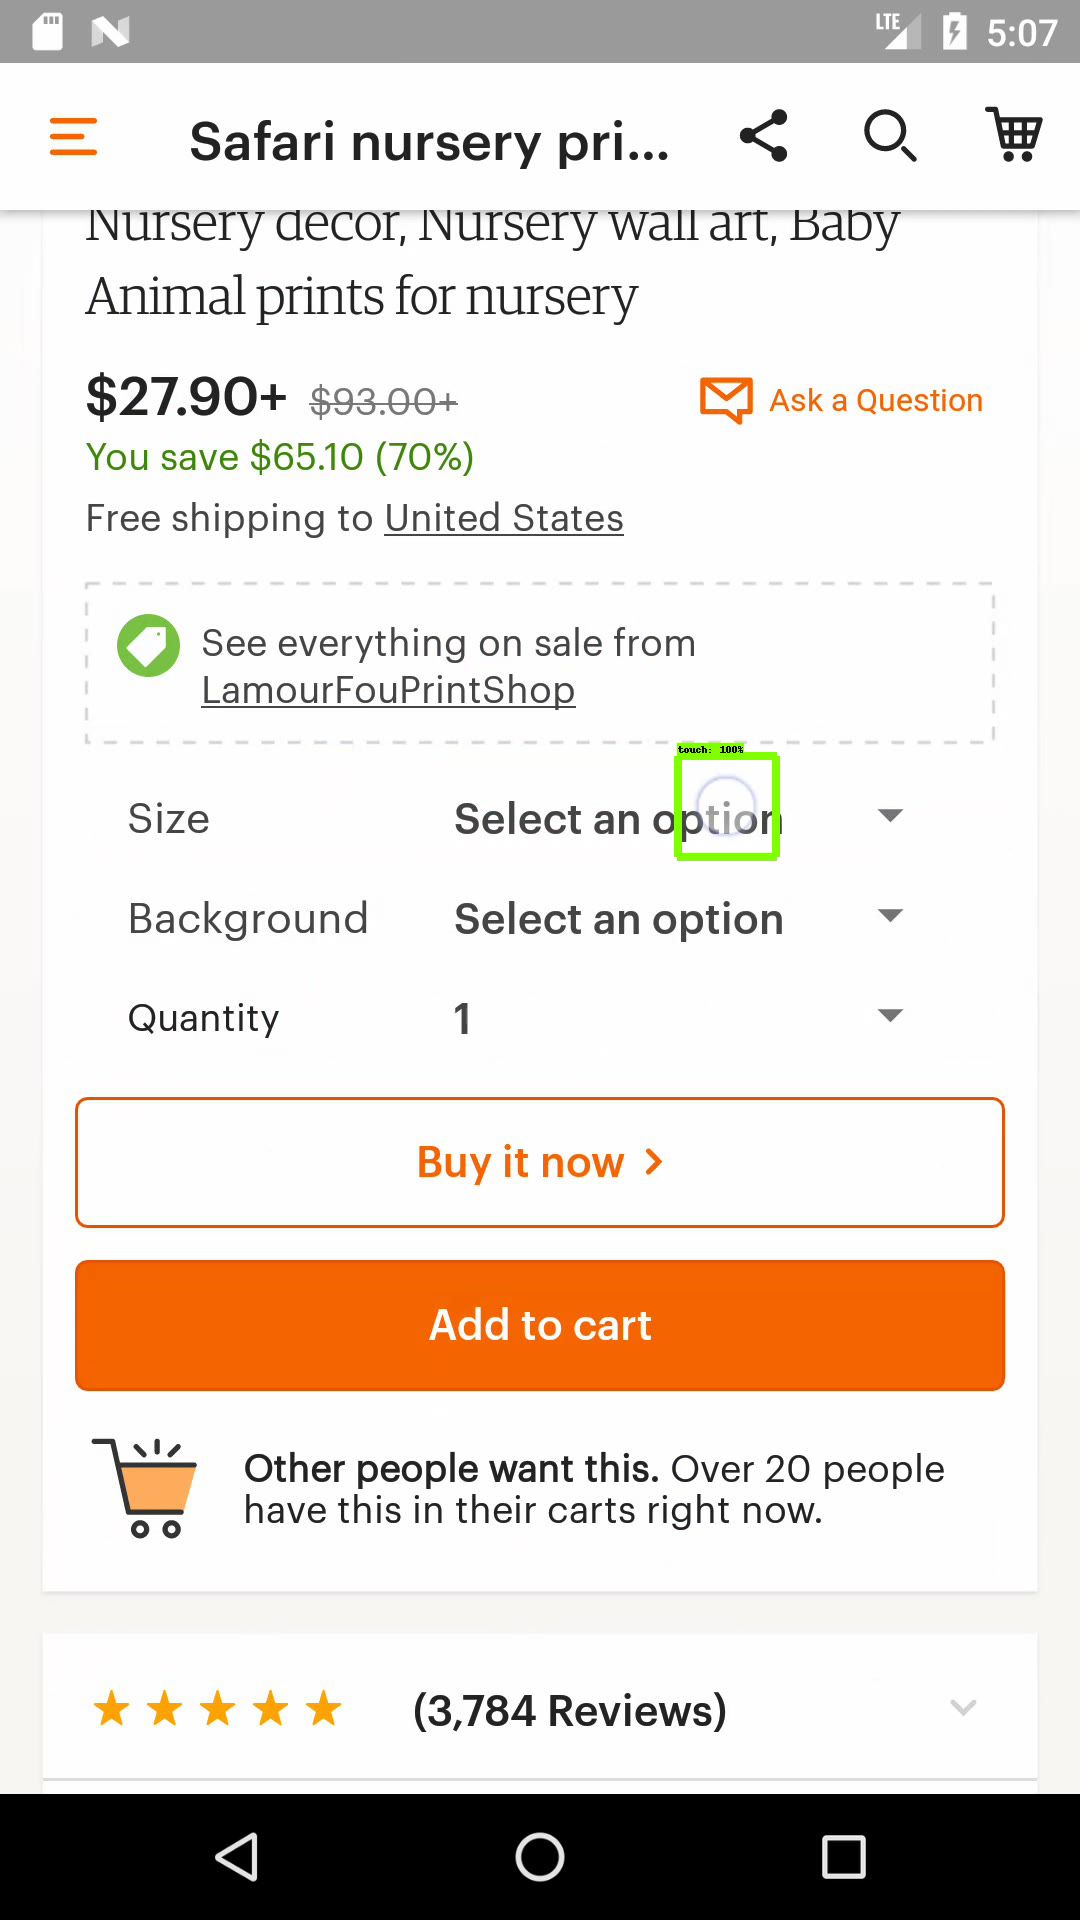 LTE 5:07
Safari nursery pri...
Nursery decor, Nursery wall art, Baby
Animal prints for nursery
$27.90+ $93.00+
Ask a Question
You save $65.10 (70%)
Free shipping to United States
See everything on sale from
LamourFouPrintShop
touch: 100%
Size Select an option
Background Select an option
Quantity 1
Buy it now
Add to cart
Other people want this. Over 20 people
have this in their carts right now.
(3,784 Reviews)